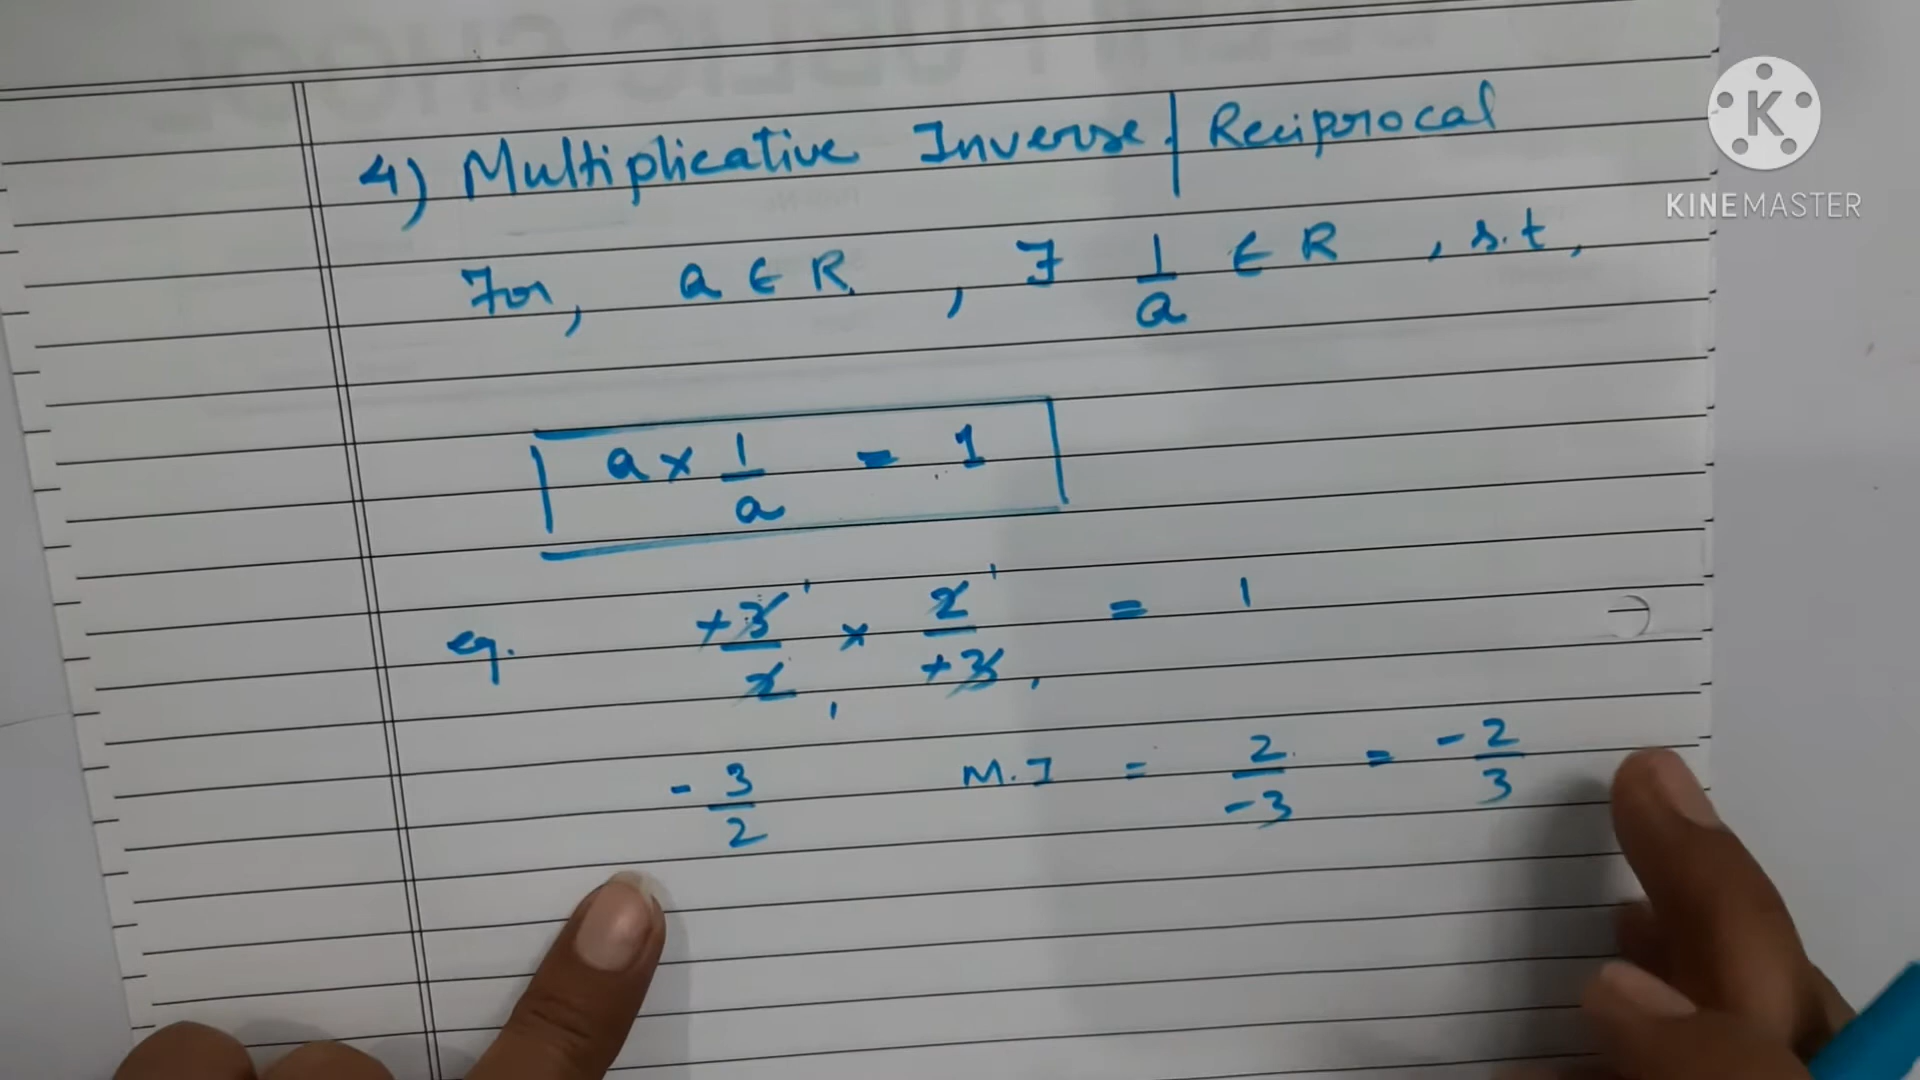 4) Multiplicative Inverse / Reciprocal
For, a ∈ R, ∃ 1/a ∈ R, s.t,
a × 1/a = 1
eg. +3/2 × 2/+3 = 1
- 3/2 M.I = 2/-3 = -2/3
K
KINEMASTER